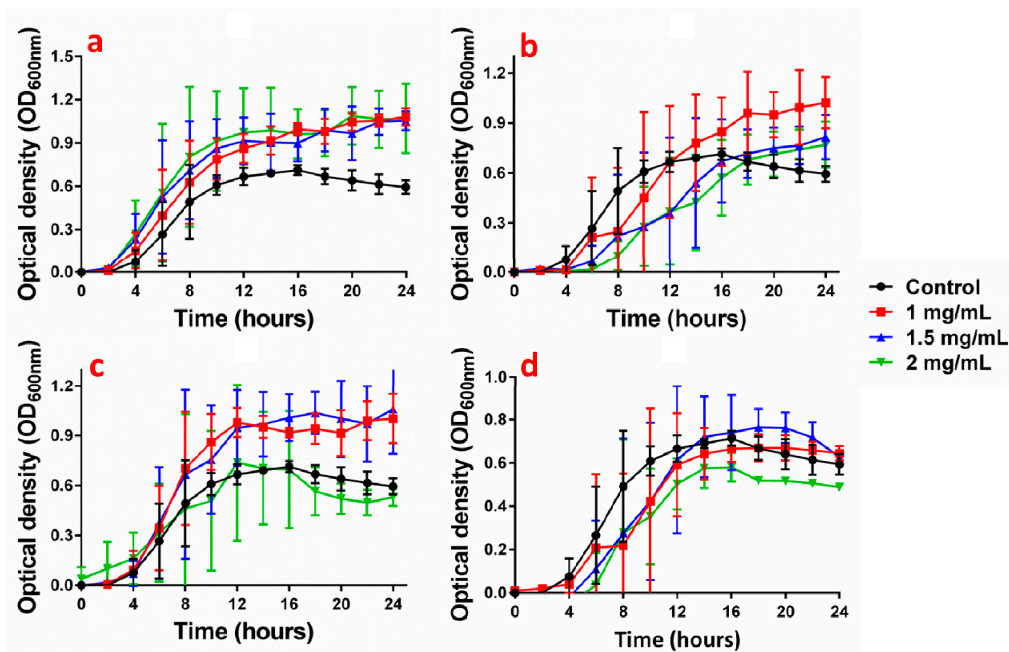 a
Optical density (OD600nm)
1.5
1.2
0.9
0.6
0.3
0.0
0 4 8 12 16 20 24
Time (hours)
b
Optical density (OD600nm)
1.2
0.9
0.6
0.3
0.0
0 4 8 12 16 20 24
Time (hours)
Control
1 mg/mL
1.5 mg/mL
2 mg/mL
c
Optical density (OD600nm)
1.2
0.9
0.6
0.3
0.0
0 4 8 12 16 20 24
Time (hours)
d
Optical density (OD600nm)
1.0
0.8
0.6
0.4
0.2
0.0
0 4 8 12 16 20 24
Time (hours)